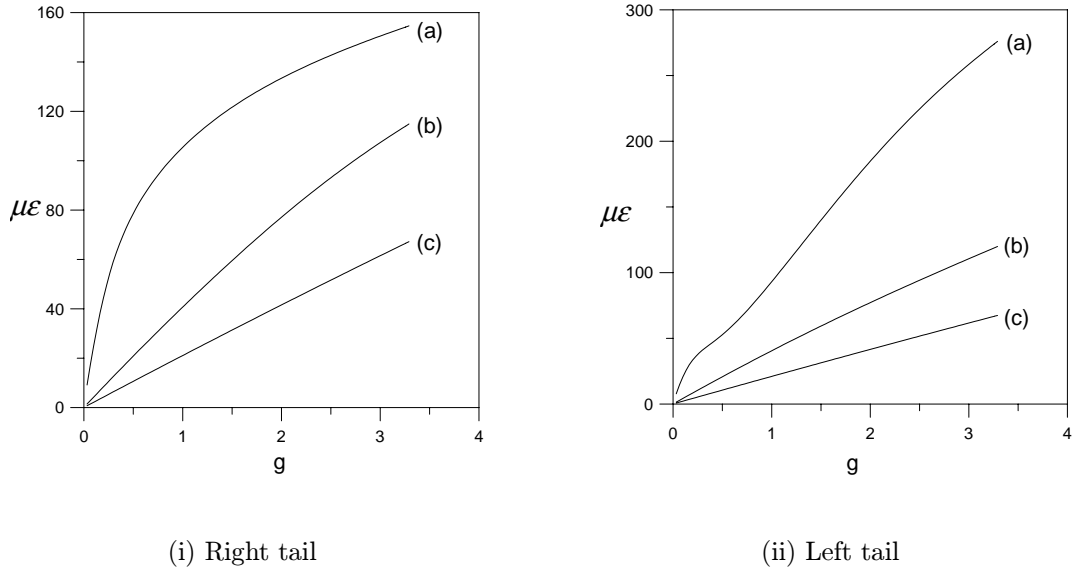 160
120
80
40
0
με
(a)
(b)
(c)
0 1 2 3 4
g
(i) Right tail
300
200
100
0
με
(a)
(b)
(c)
0 1 2 3 4
g
(ii) Left tail